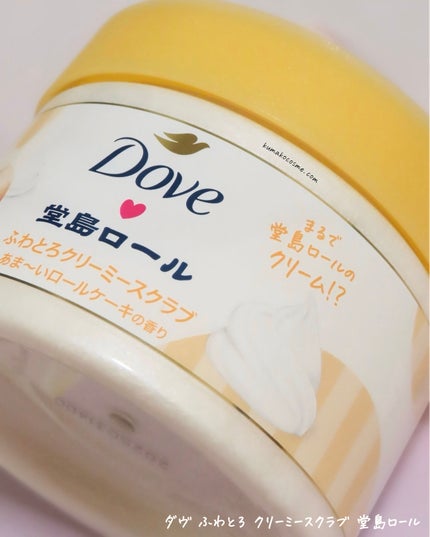 kumakocosme.com
Dove
堂島ロール
ふわとろクリーミースクラブ
あま〜いロールケーキの香り
まるで
堂島ロールの
クリーム!?
ダヴ ふわとろ クリーミースクラブ 堂島ロール